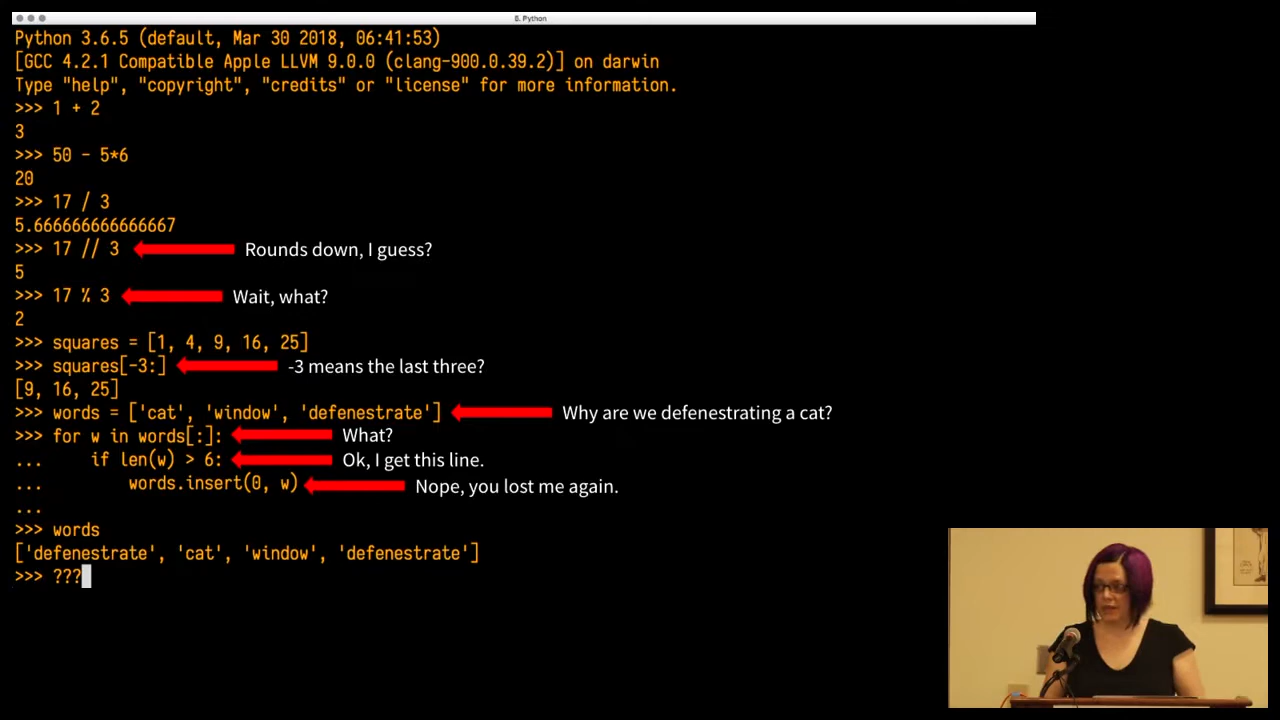 5. Python
Python 3.6.5 (default, Mar 30 2018, 06:41:53)
[GCC 4.2.1 Compatible Apple LLVM 9.0.0 (clang-900.0.39.2)] on darwin
Type "help", "copyright", "credits" or "license" for more information.
>>> 1 + 2
3
>>> 50 - 5*6
20
>>> 17 / 3
5.666666666666667
>>> 17 // 3 Rounds down, I guess?
5
>>> 17 % 3 Wait, what?
2
>>> squares = [1, 4, 9, 16, 25]
>>> squares[-3:] -3 means the last three?
[9, 16, 25]
>>> words = ['cat', 'window', 'defenestrate'] Why are we defenestrating a cat?
>>> for w in words[:]: What?
... if len(w) > 6: Ok, I get this line.
... words.insert(0, w) Nope, you lost me again.
...
>>> words
['defenestrate', 'cat', 'window', 'defenestrate']
>>> ???